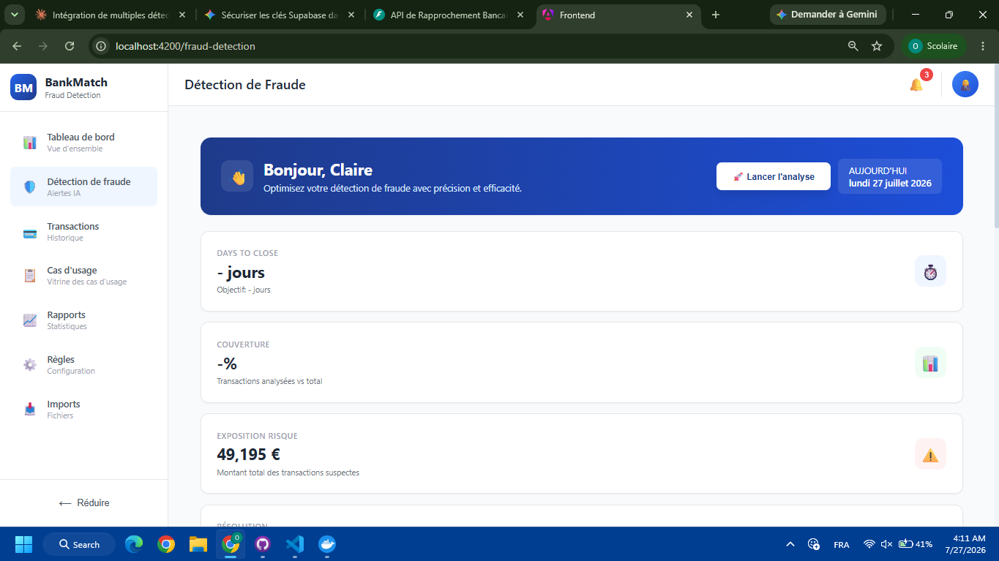 Intégration de multiples détec
Sécuriser les clés Supabase da
API de Rapprochement Bancai
Frontend
Demander à Gemini
localhost:4200/fraud-detection
O
Scolaire
BM
BankMatch
Fraud Detection
Détection de Fraude
3
Tableau de bord
Vue d'ensemble
Détection de fraude
Alertes IA
Transactions
Historique
Cas d'usage
Vitrine des cas d'usage
Rapports
Statistiques
Règles
Configuration
Imports
Fichiers
Réduire
Bonjour, Claire
Optimisez votre détection de fraude avec précision et efficacité.
Lancer l'analyse
AUJOURD'HUI
lundi 27 juillet 2026
DAYS TO CLOSE
- jours
Objectif: - jours
COUVERTURE
-%
Transactions analysées vs total
EXPOSITION RISQUE
49,195 €
Montant total des transactions suspectes
RÉSOLUTION
Search
O
FRA
41%
4:11 AM
7/27/2026